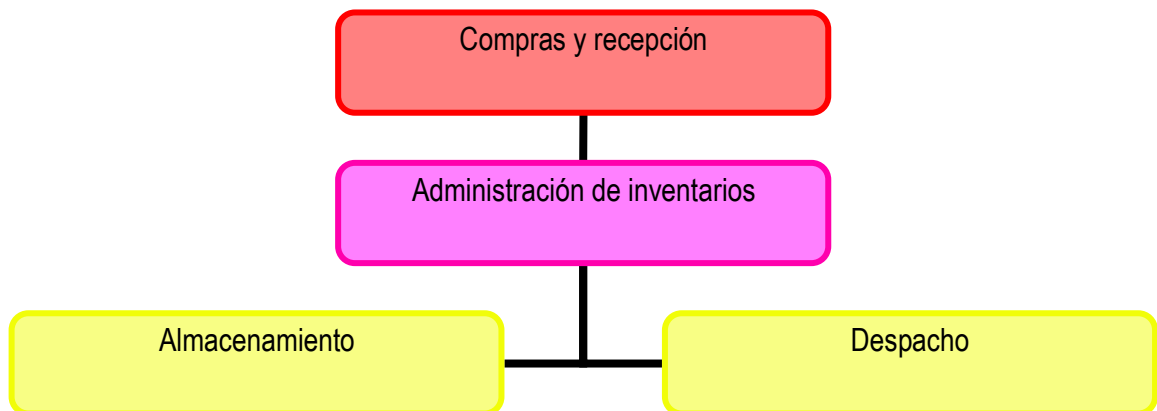 Compras y recepción
Administración de inventarios
Almacenamiento
Despacho